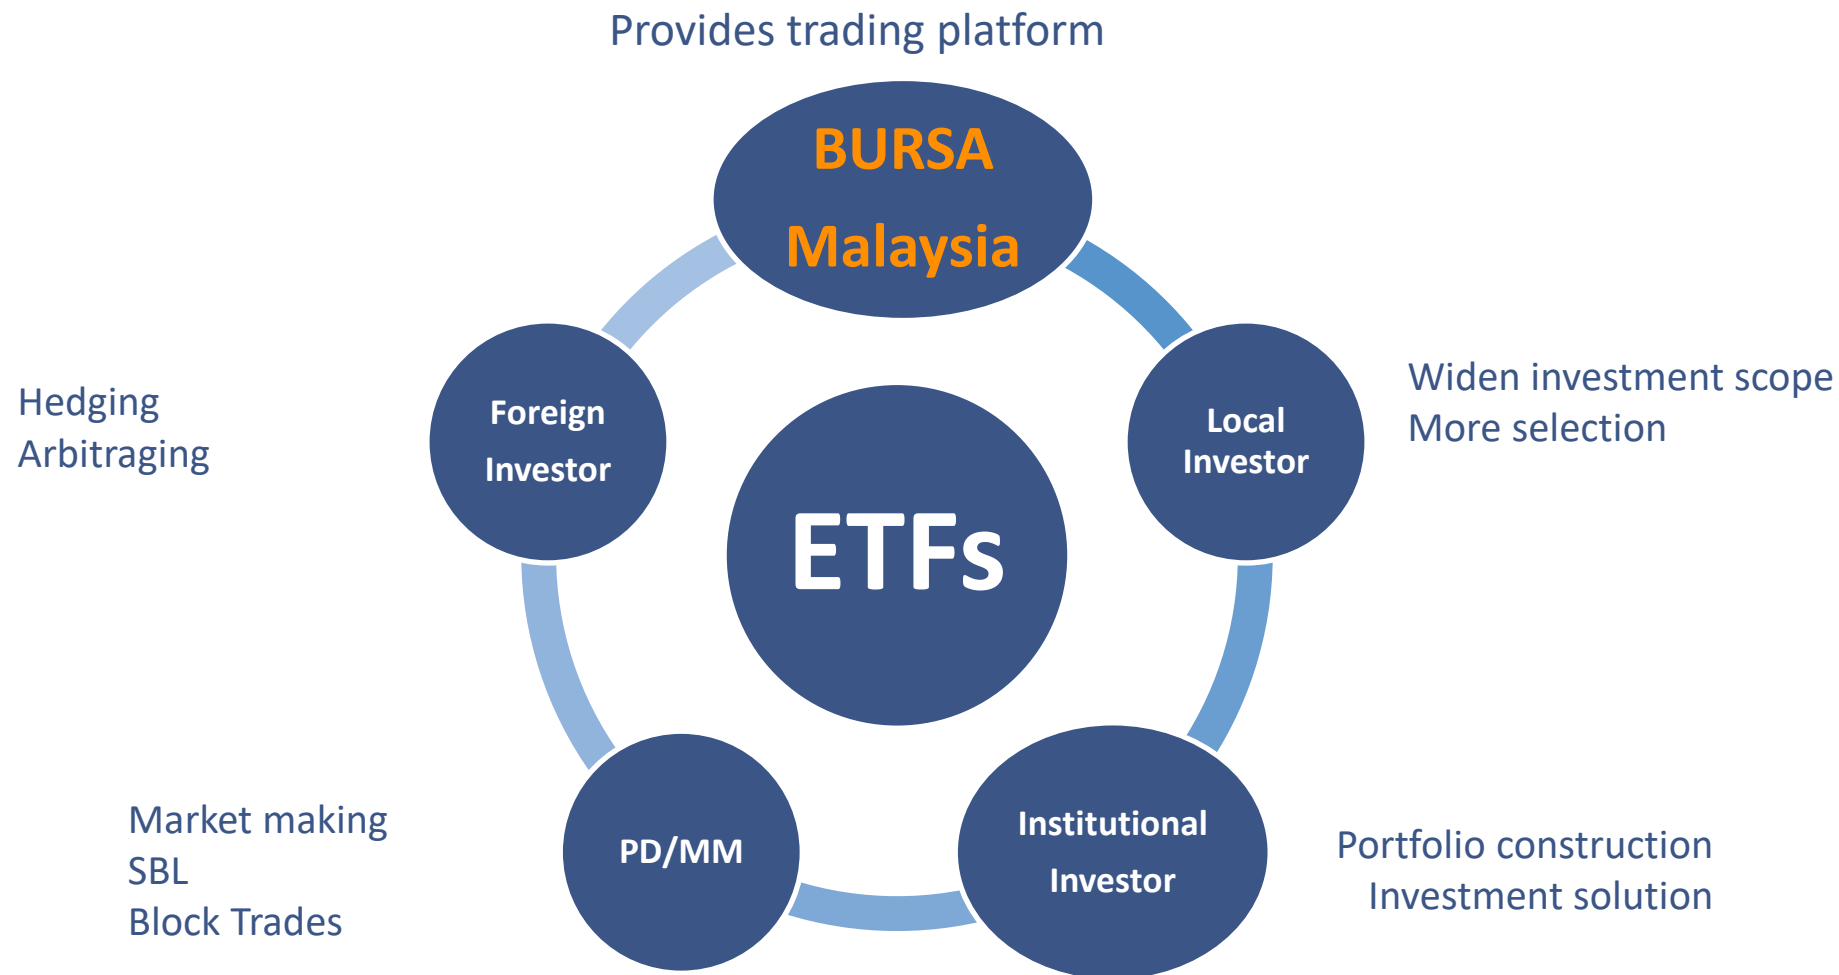 Provides trading platform
BURSA
Malaysia
Hedging
Arbitraging
Foreign
Investor
ETFs
Local
Investor
Widen investment scope
More selection
Market making
SBL
Block Trades
PD/MM
Institutional
Investor
Portfolio construction
Investment solution